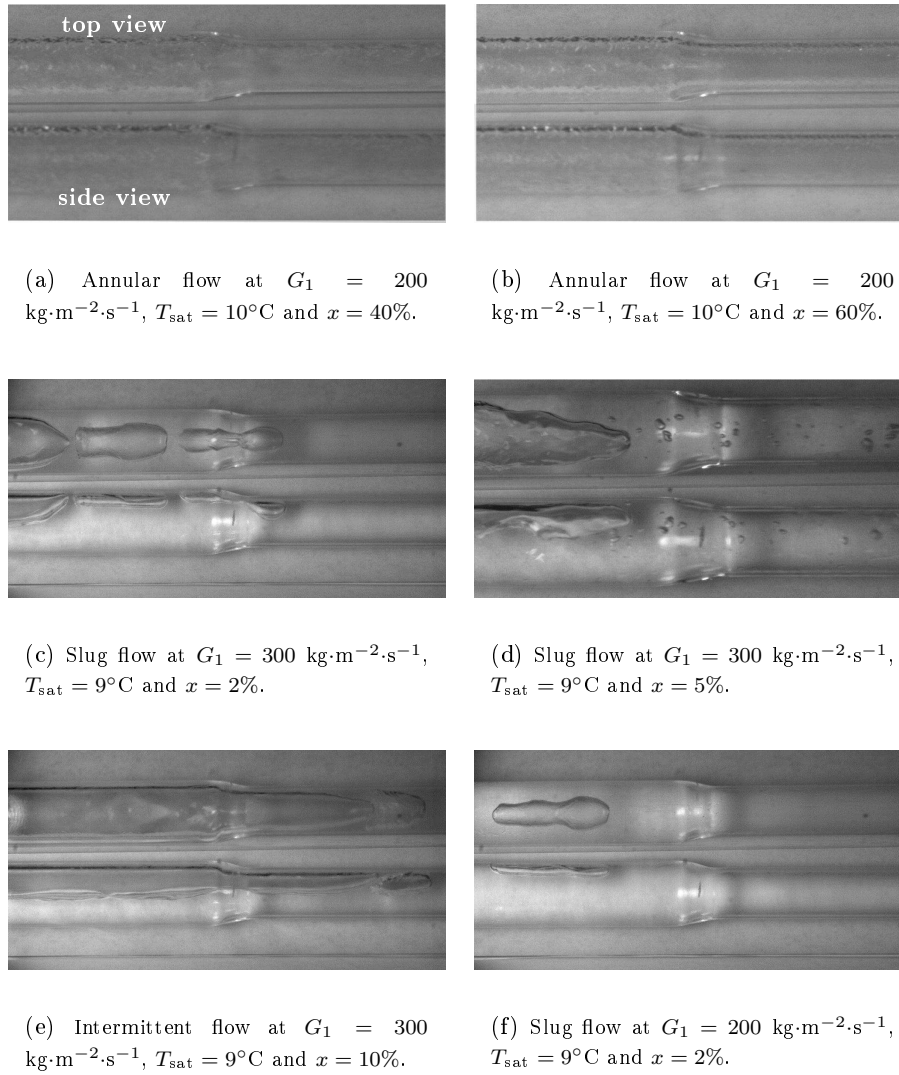 top view
side view
(a) Annular flow at G₁ = 200
kg·m⁻²·s⁻¹, Tsat = 10°C and x = 40%.
(b) Annular flow at G₁ = 200
kg·m⁻²·s⁻¹, Tsat = 10°C and x = 60%.
(c) Slug flow at G₁ = 300 kg·m⁻²·s⁻¹,
Tsat = 9°C and x = 2%.
(d) Slug flow at G₁ = 300 kg·m⁻²·s⁻¹,
Tsat = 9°C and x = 5%.
(e) Intermittent flow at G₁ = 300
kg·m⁻²·s⁻¹, Tsat = 9°C and x = 10%.
(f) Slug flow at G₁ = 200 kg·m⁻²·s⁻¹,
Tsat = 9°C and x = 2%.